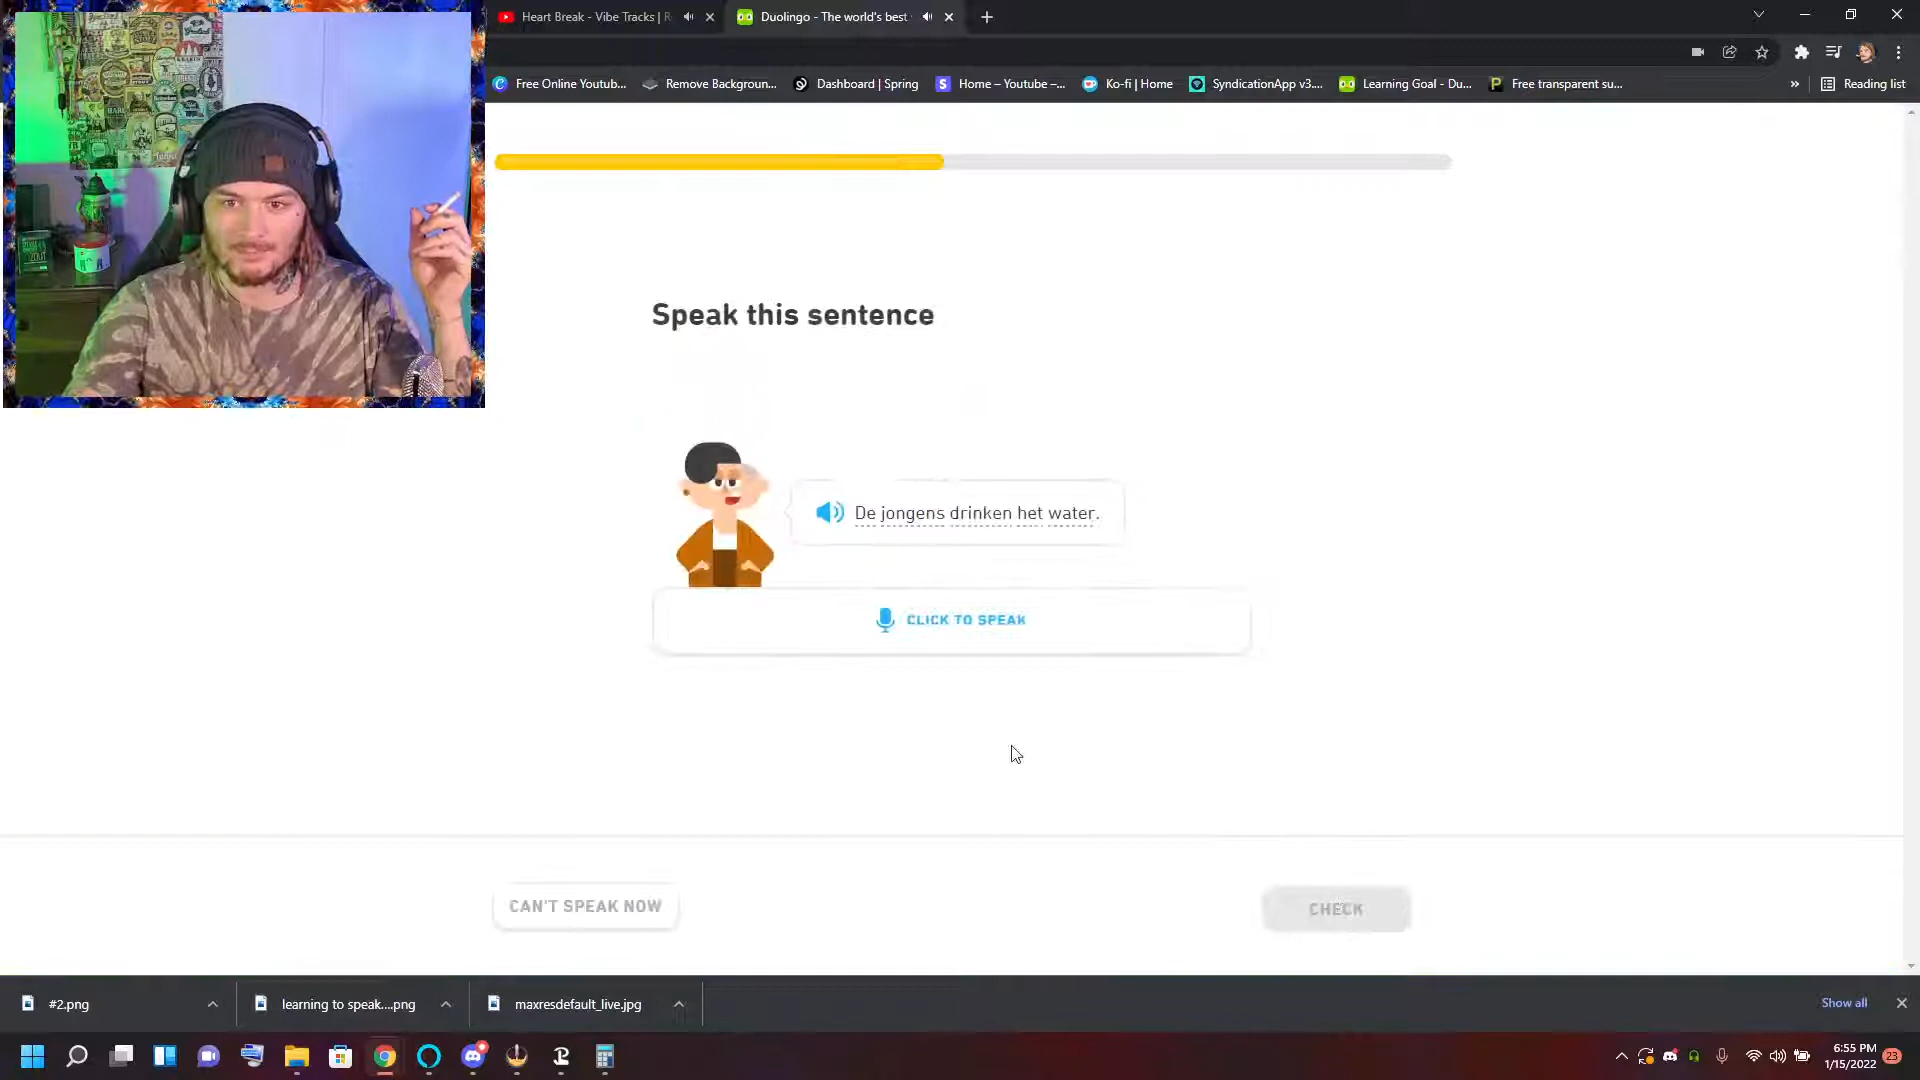 Heart Break - Vibe Tracks | R
Duolingo - The world's best
Free Online Youtub...
Remove Backgroun...
Dashboard | Spring
Home – Youtube –...
Ko-fi | Home
SyndicationApp v3....
Learning Goal - Du...
Free transparent su...
»
Reading list
Speak this sentence
De jongens drinken het water.
CLICK TO SPEAK
CAN'T SPEAK NOW
CHECK
#2.png
learning to speak....png
maxresdefault_live.jpg
Show all
6:55 PM
1/15/2022
23